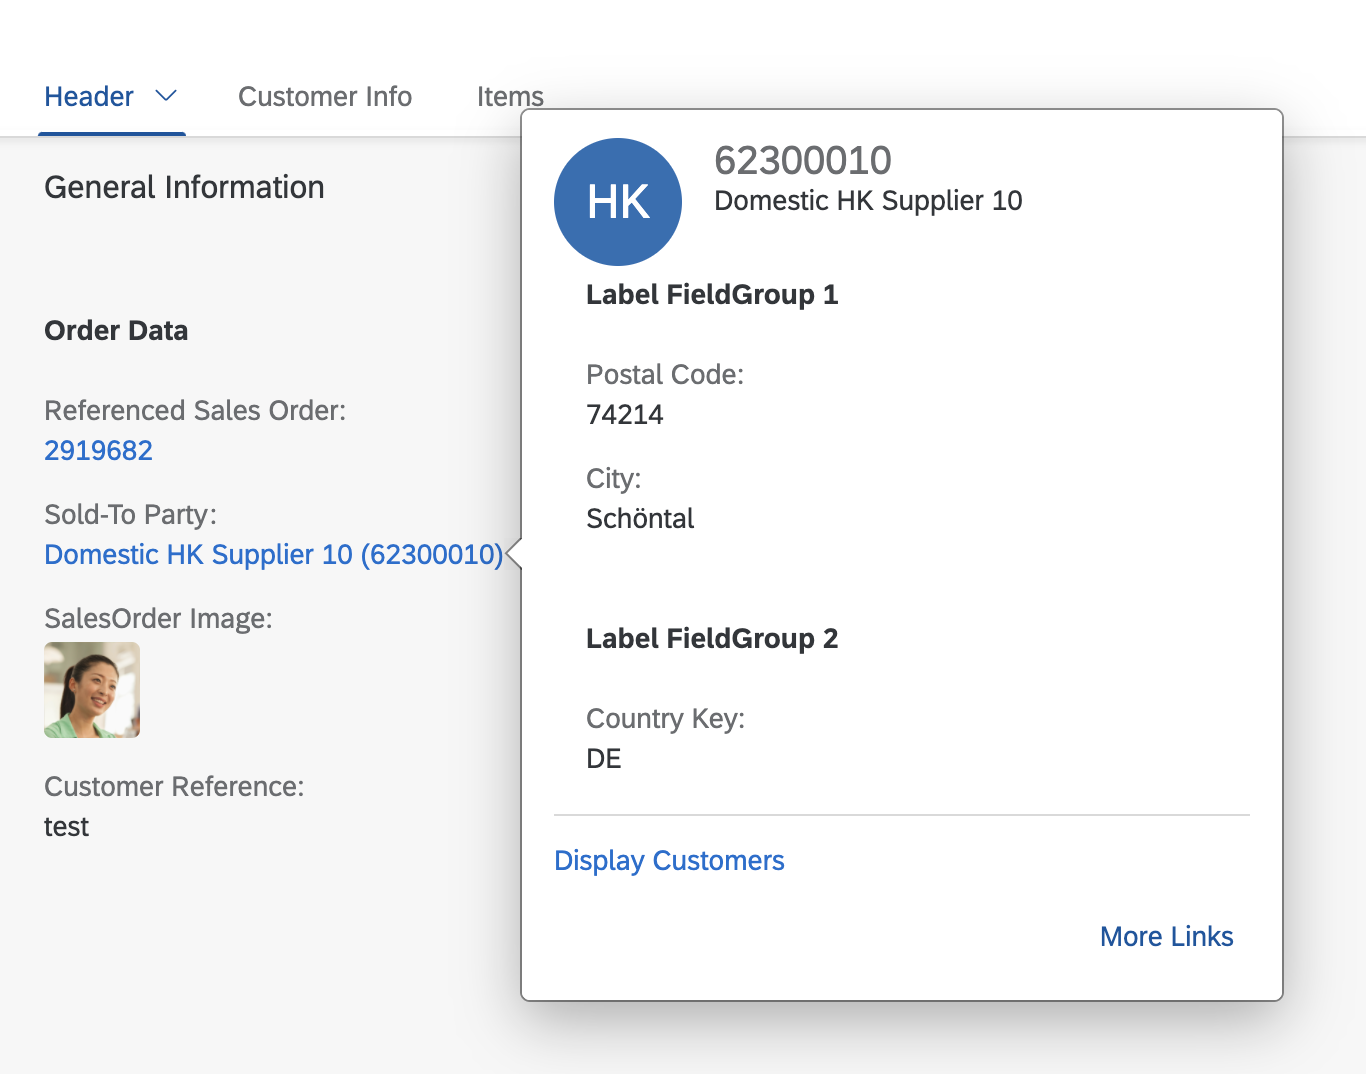 Header
Customer Info
Items
General Information
Order Data
Referenced Sales Order:
2919682
Sold-To Party:
Domestic HK Supplier 10 (62300010)
SalesOrder Image:
Customer Reference:
test
HK
62300010
Domestic HK Supplier 10
Label FieldGroup 1
Postal Code:
74214
City:
Schöntal
Label FieldGroup 2
Country Key:
DE
Display Customers
More Links